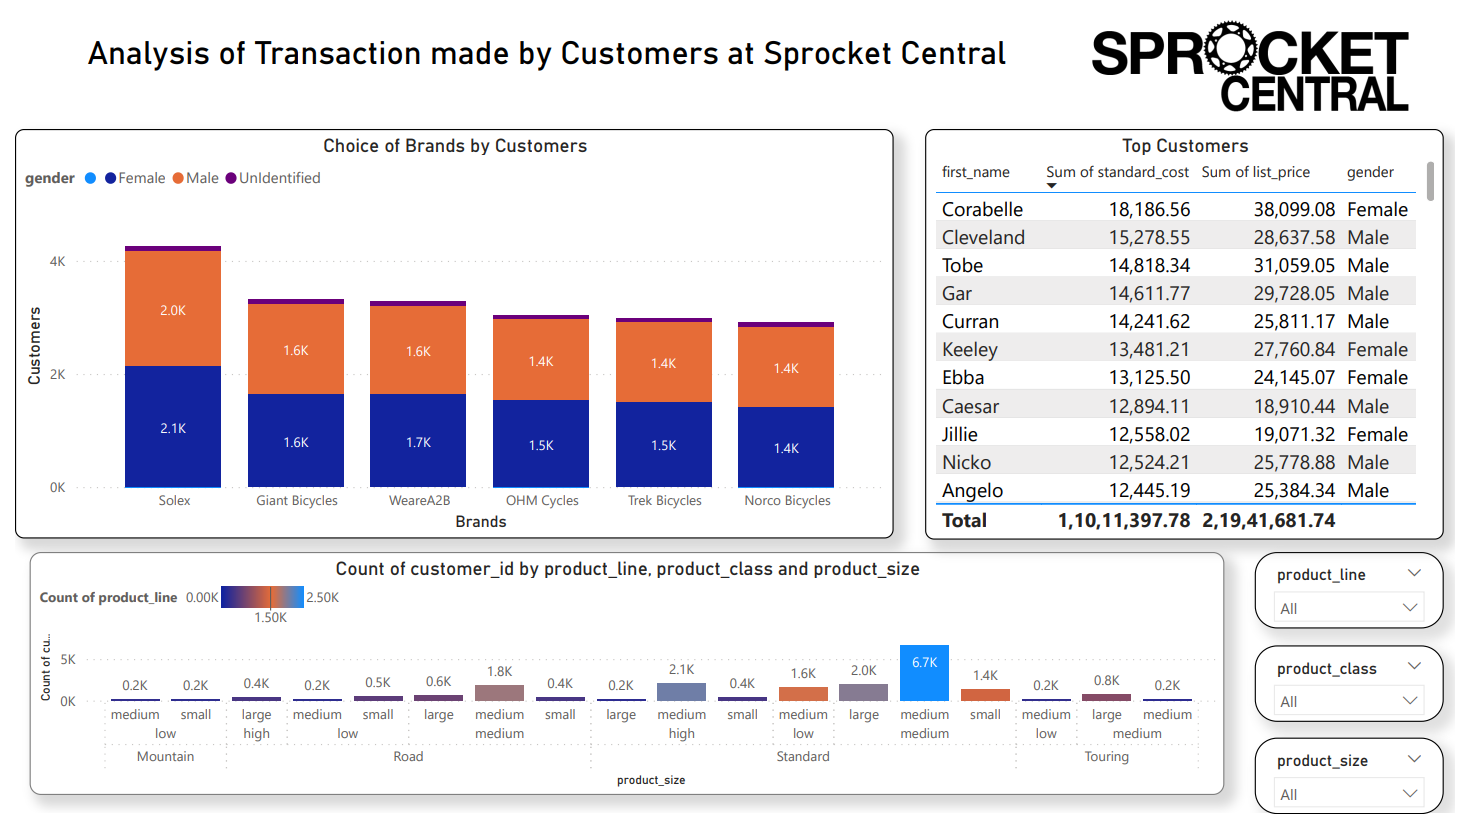 Analysis of Transaction made by Customers at Sprocket Central
SPROCKET
CENTRAL
Choice of Brands by Customers
gender Female Male UnIdentified
4K
2K
0K
Customers
2.0K 1.6K 1.6K 1.4K 1.4K 1.4K
2.1K 1.6K 1.7K 1.5K 1.5K 1.4K
Solex Giant Bicycles WeareA2B OHM Cycles Trek Bicycles Norco Bicycles
Brands
Top Customers
first_name Sum of standard_cost Sum of list_price gender
Corabelle 18,186.56 38,099.08 Female
Cleveland 15,278.55 28,637.58 Male
Tobe 14,818.34 31,059.05 Male
Gar 14,611.77 29,728.05 Male
Curran 14,241.62 25,811.17 Male
Keeley 13,481.21 27,760.84 Female
Ebba 13,125.50 24,145.07 Female
Caesar 12,894.11 18,910.44 Male
Jillie 12,558.02 19,071.32 Female
Nicko 12,524.21 25,778.88 Male
Angelo 12,445.19 25,384.34 Male
Total 1,10,11,397.78 2,19,41,681.74
Count of customer_id by product_line, product_class and product_size
Count of product_line 0.00K 2.50K
1.50K
Count of cu...
5K
0K
0.2K 0.2K 0.4K 0.2K 0.5K 0.6K 1.8K 0.4K 0.2K 2.1K 0.4K 1.6K 2.0K 6.7K 1.4K 0.2K 0.8K 0.2K
medium small large medium small large medium small large medium small medium large medium small medium large medium
low high low medium high low medium low medium
Mountain Road Standard Touring
product_size
product_line
All
product_class
All
product_size
All